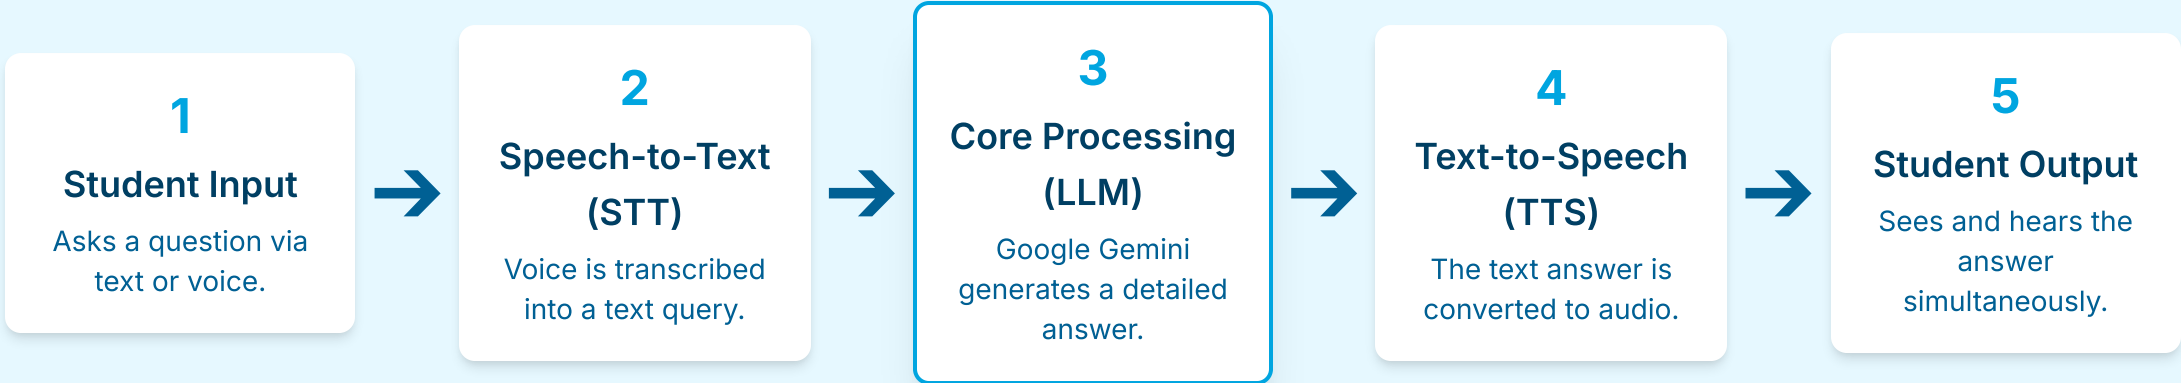 1
Student Input
Asks a question via
text or voice.
2
Speech-to-Text
(STT)
Voice is transcribed
into a text query.
3
Core Processing
(LLM)
Google Gemini
generates a detailed
answer.
4
Text-to-Speech
(TTS)
The text answer is
converted to audio.
5
Student Output
Sees and hears the
answer
simultaneously.